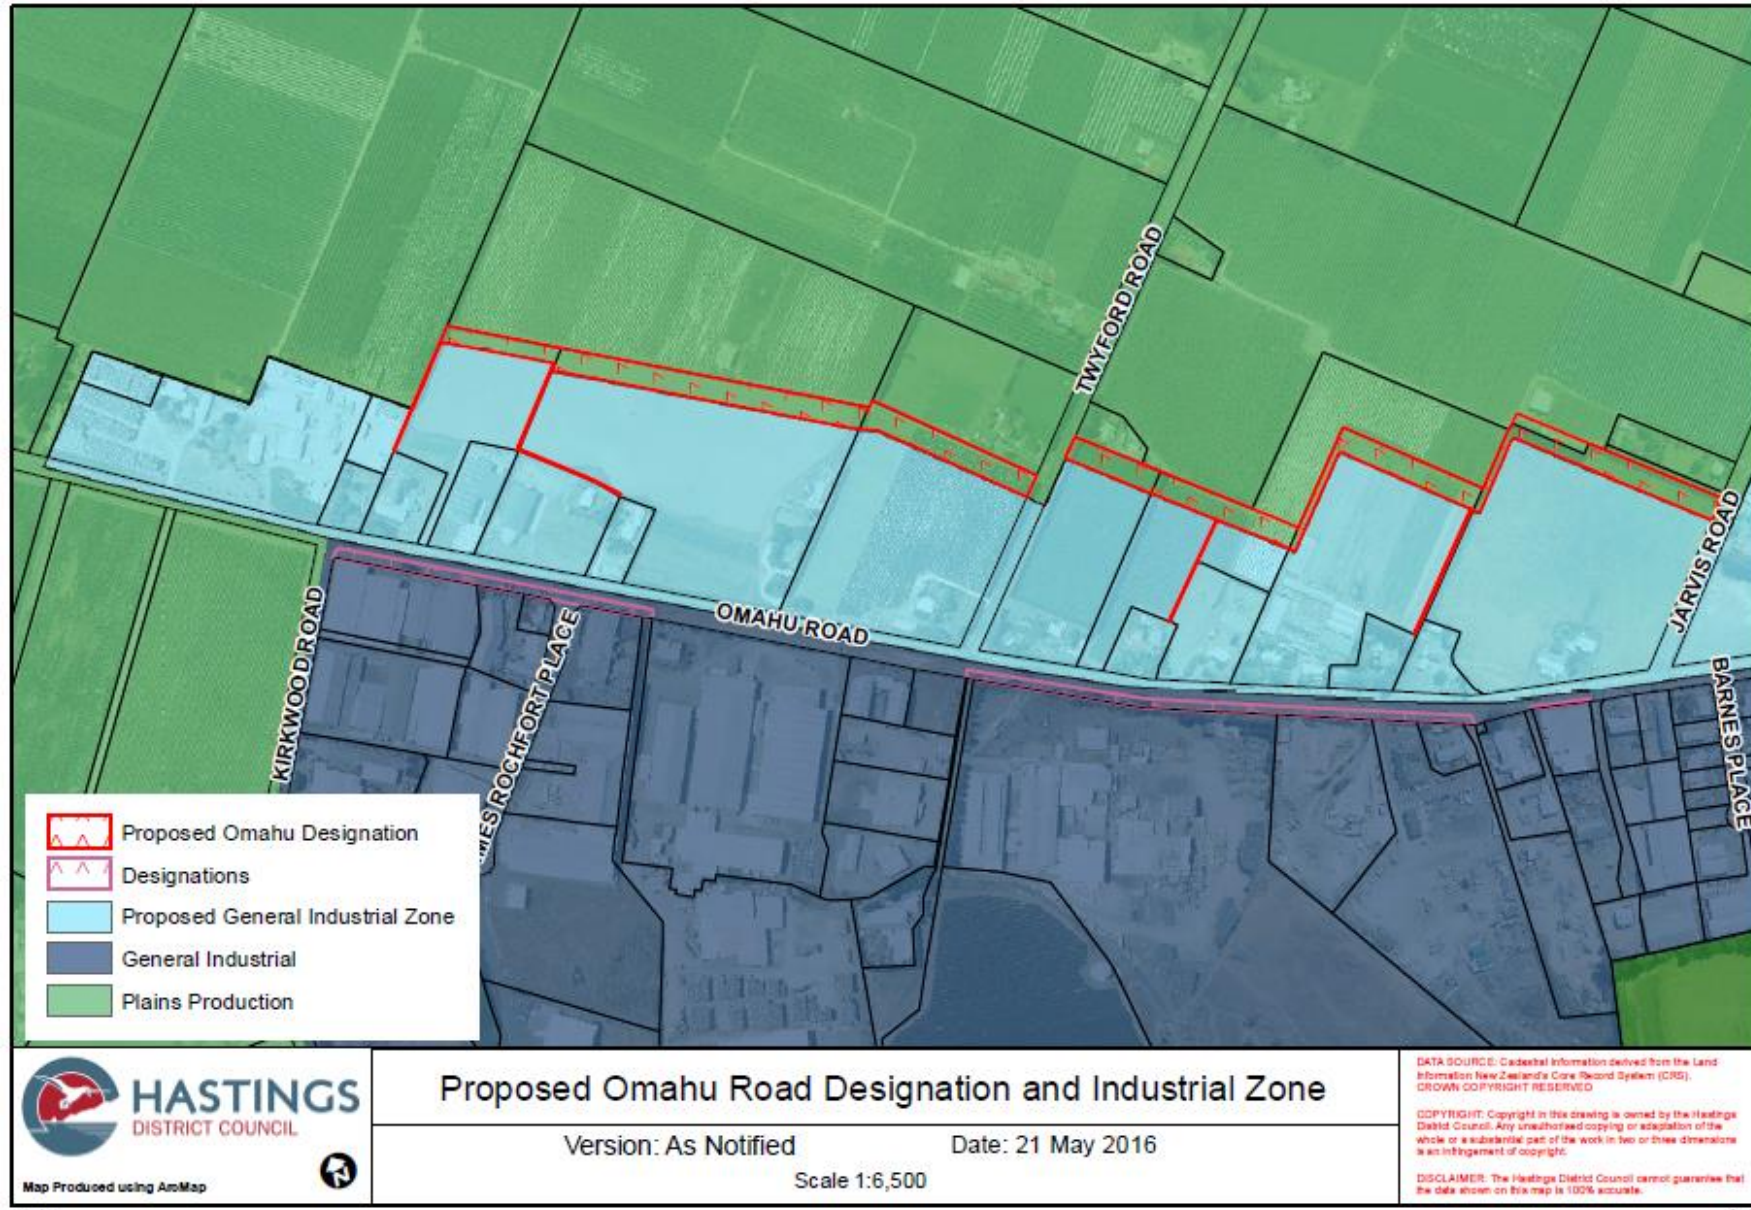 TWYFORD ROAD
JARVIS ROAD
OMAHU ROAD
KIRKWOOD ROAD
MES ROCHFORT PLACE
BARNES PLACE
Proposed Omahu Designation
Designations
Proposed General Industrial Zone
General Industrial
Plains Production
HASTINGS
DISTRICT COUNCIL
Map Produced using ArcMap
Proposed Omahu Road Designation and Industrial Zone
Version: As Notified Date: 21 May 2016
Scale 1:6,500
DATA SOURCE: Cadastral information derived from the Land
Information New Zealand's Core Record System (CRS).
CROWN COPYRIGHT RESERVED
COPYRIGHT: Copyright in this drawing is owned by the Hastings
District Council. Any unauthorised copying or adaptation of the
whole or a substantial part of the work in two or three dimensions
is an infringement of copyright.
DISCLAIMER: The Hastings District Council cannot guarantee that
the data shown on this map is 100% accurate.